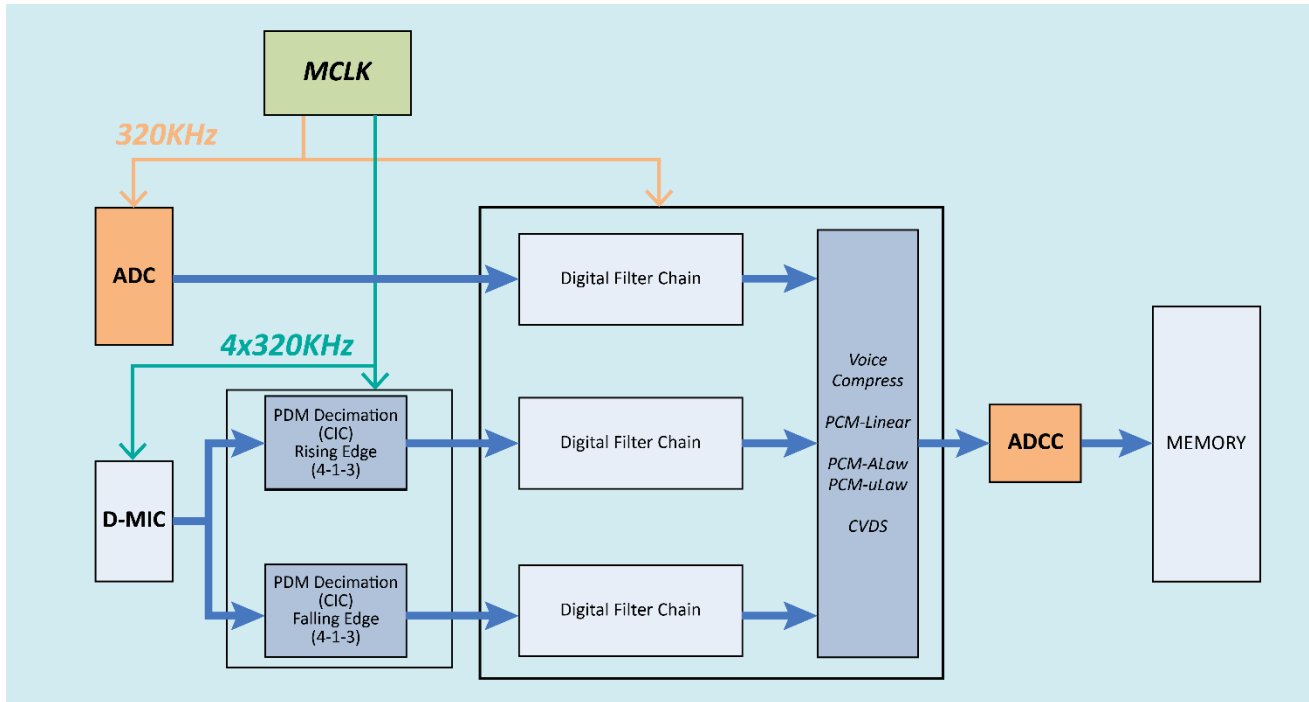 MCLK
320KHz
ADC
Digital Filter Chain
4x320KHz
D-MIC
PDM Decimation
(CIC)
Rising Edge
(4-1-3)
Digital Filter Chain
PDM Decimation
(CIC)
Falling Edge
(4-1-3)
Digital Filter Chain
Voice
Compress
PCM-Linear
PCM-ALaw
PCM-uLaw
CVDS
ADCC
MEMORY